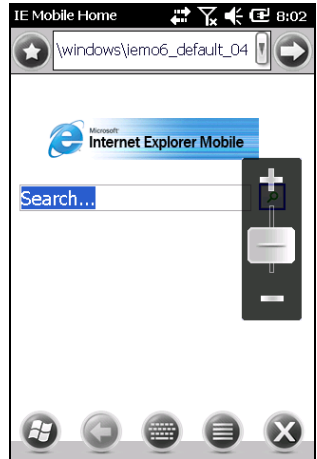 IE Mobile Home 8:02
\windows\iemo6_default_04
Microsoft
Internet Explorer Mobile
Search...